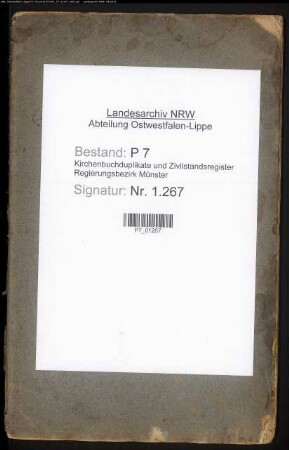 Landesarchiv NRW
Abteilung Ostwestfalen-Lippe
Bestand: P 7
Kirchenbuchduplikate und Zivilstandsregister
Regierungsbezirk Münster
Signatur: Nr. 1.267
P7_01267